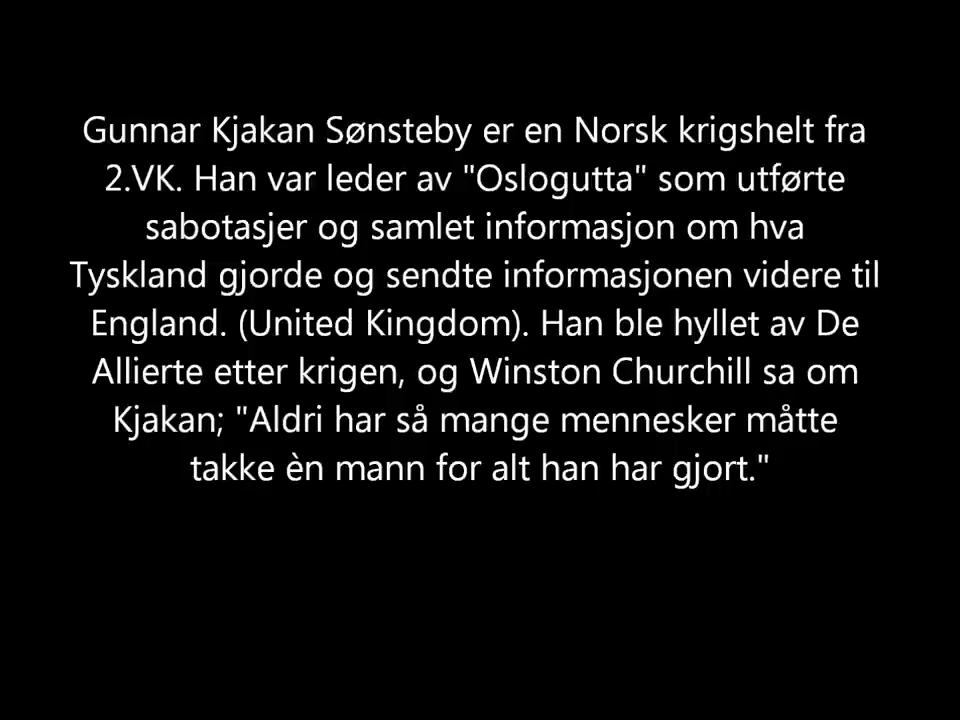 Gunnar Kjakan Sønsteby er en Norsk krigshelt fra
2.VK. Han var leder av "Oslogutta" som utførte
sabotasjer og samlet informasjon om hva
Tyskland gjorde og sendte informasjonen videre til
England. (United Kingdom). Han ble hyllet av De
Allierte etter krigen, og Winston Churchill sa om
Kjakan; "Aldri har så mange mennesker måtte
takke èn mann for alt han har gjort."